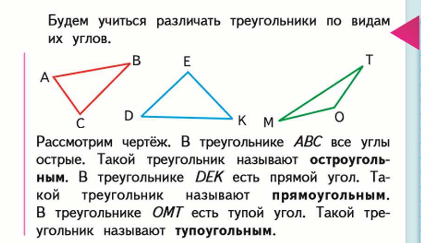 Будем учиться различать треугольники по видам
их углов.
A B C
D E K
M O T
Рассмотрим чертёж. В треугольнике ABC все углы
острые. Такой треугольник называют остроуголь-
ным. В треугольнике DEK есть прямой угол. Та-
кой треугольник называют прямоугольным.
В треугольнике OMT есть тупой угол. Такой тре-
угольник называют тупоугольным.